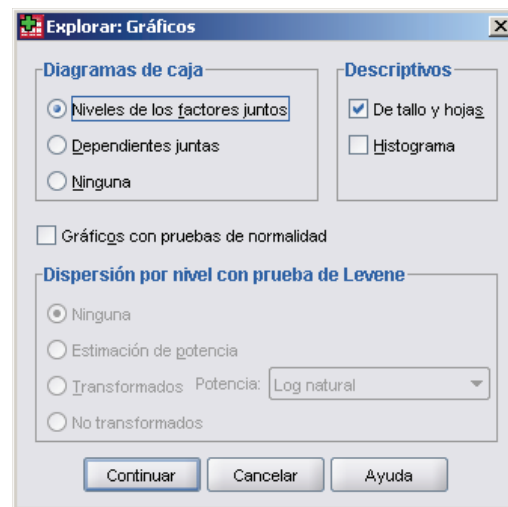 Explorar: Gráficos
Diagramas de caja
Niveles de los factores juntos
Dependientes juntas
Ninguna
Descriptivos
De tallo y hojas
Histograma
Gráficos con pruebas de normalidad
Dispersión por nivel con prueba de Levene
Ninguna
Estimación de potencia
Transformados Potencia: Log natural
No transformados
Continuar Cancelar Ayuda